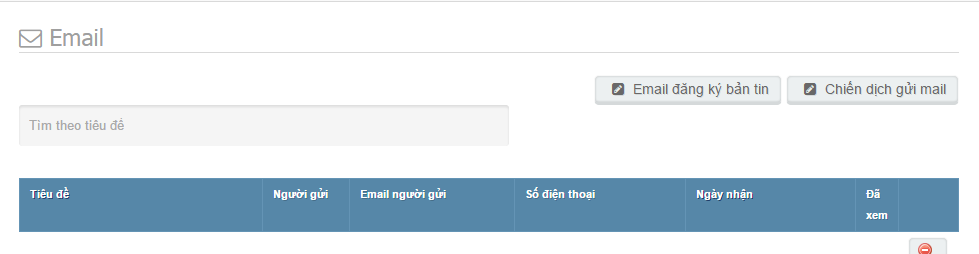 Email
Email đăng ký bản tin
Chiến dịch gửi mail
Tìm theo tiêu đề
Tiêu đề
Người gửi
Email người gửi
Số điện thoại
Ngày nhận
Đã
xem